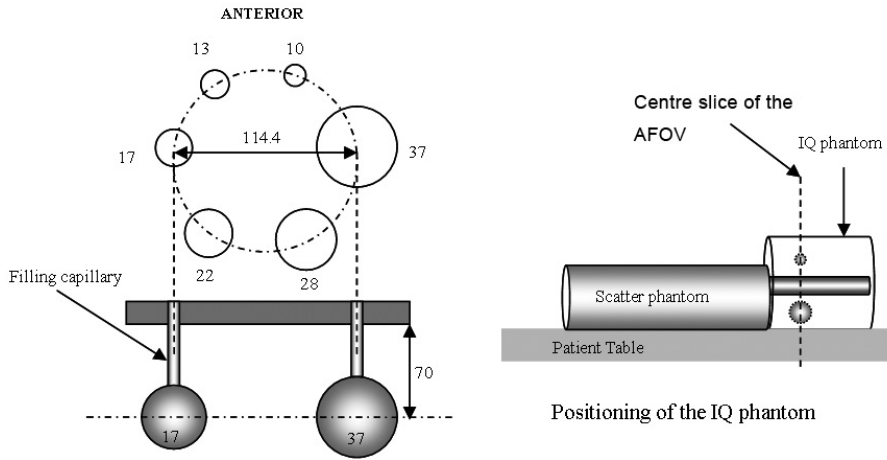 ANTERIOR
13
10
17
114.4
37
22
28
Filling capillary
70
17
37
Centre slice of the
AFOV
IQ phantom
Scatter phantom
Patient Table
Positioning of the IQ phantom